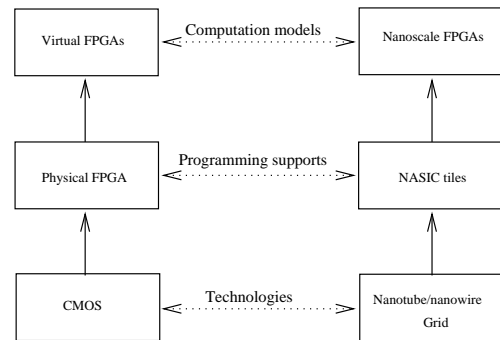 Virtual FPGAs
Computation models
Nanoscale FPGAs
Physical FPGA
Programming supports
NASIC tiles
CMOS
Technologies
Nanotube/nanowire
Grid